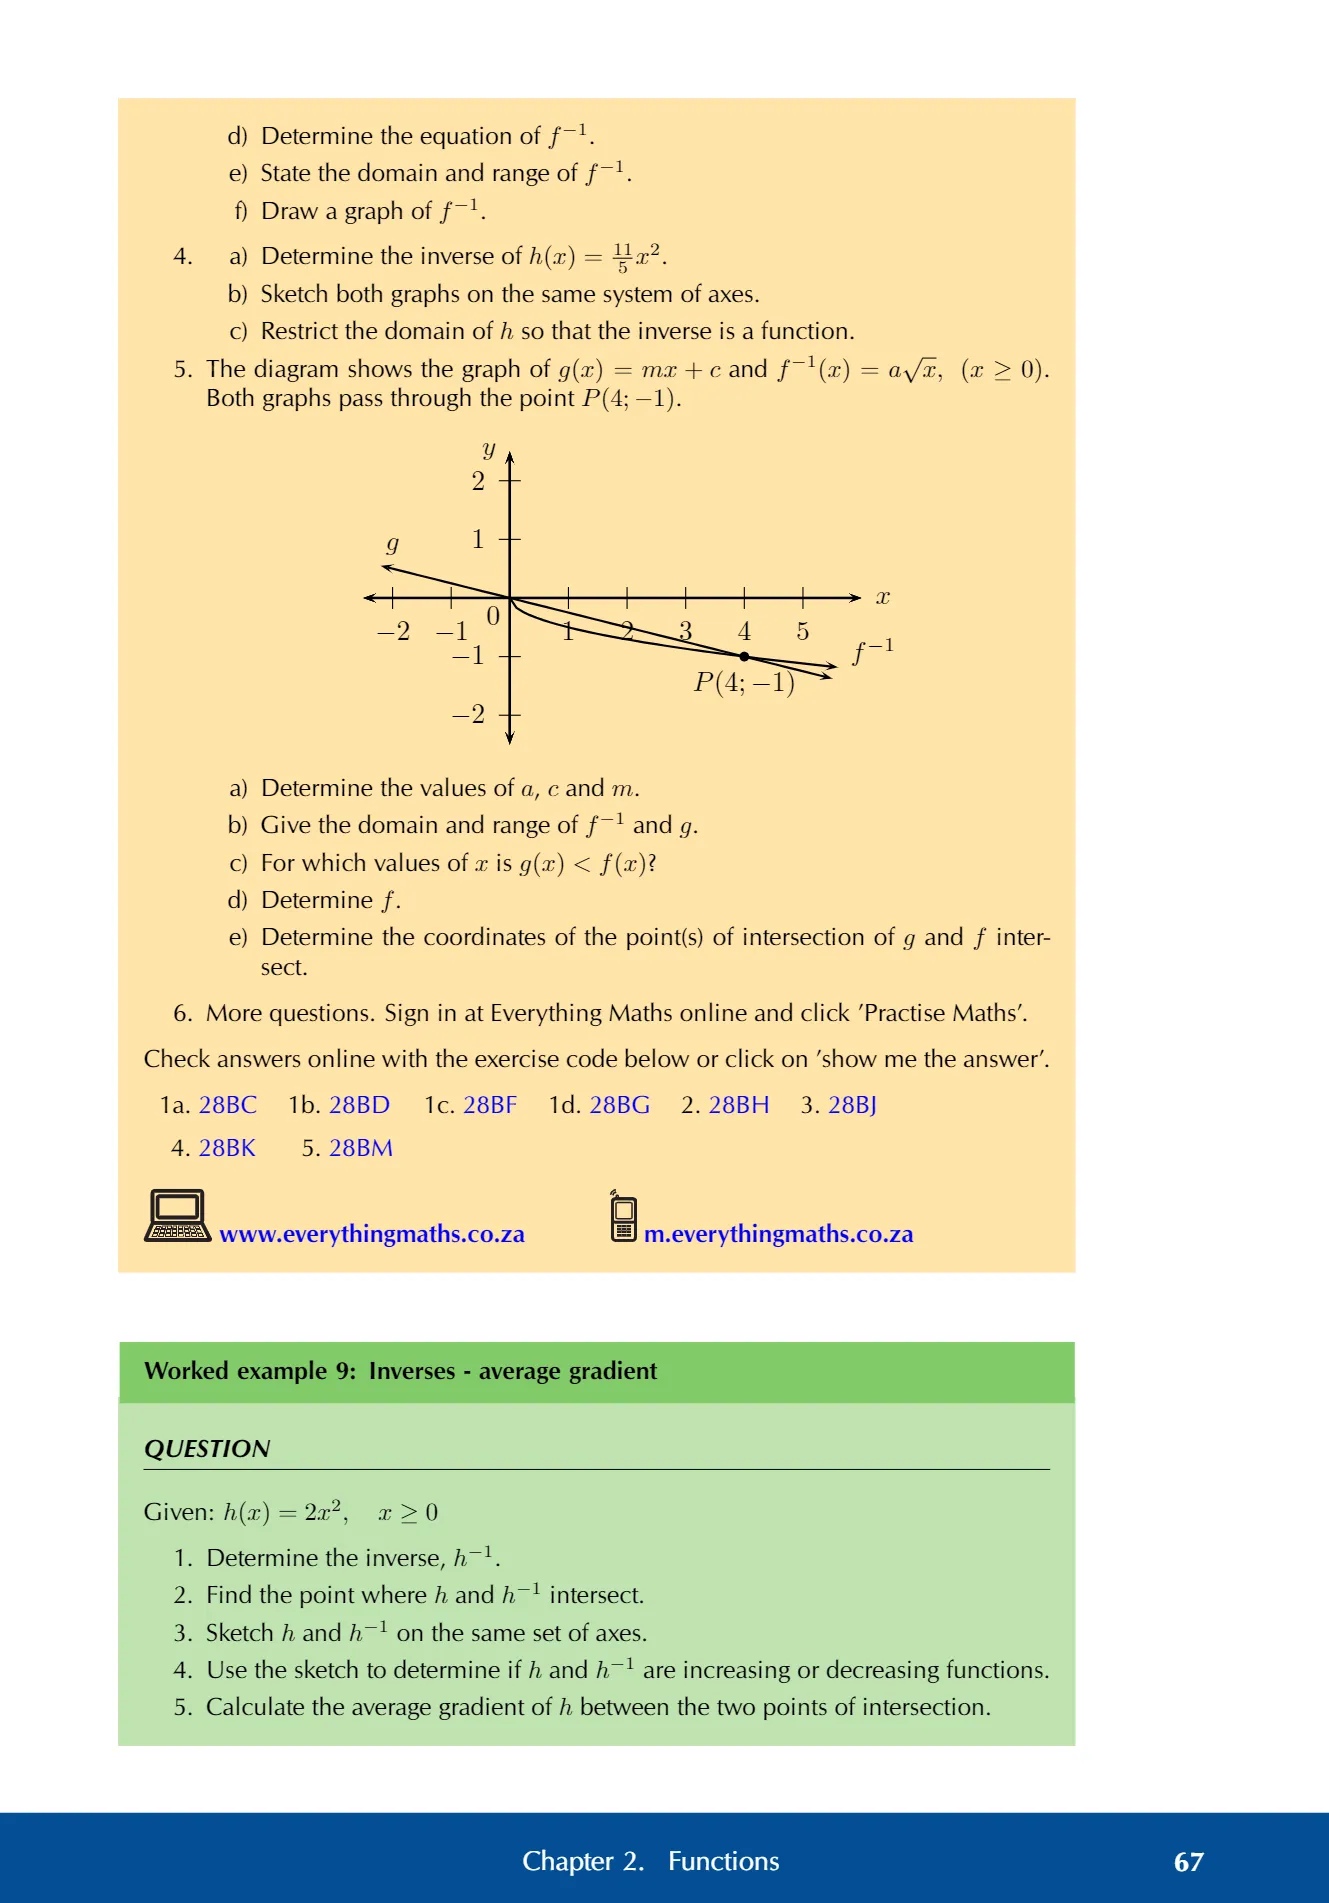 d) Determine the equation of f⁻¹.
e) State the domain and range of f⁻¹.
f) Draw a graph of f⁻¹.
4. a) Determine the inverse of h(x) = 11/5 x².
b) Sketch both graphs on the same system of axes.
c) Restrict the domain of h so that the inverse is a function.
5. The diagram shows the graph of g(x) = mx + c and f⁻¹(x) = a√x, (x ≥ 0).
Both graphs pass through the point P(4; −1).
y
2
1
g
x
0
−2 −1 1 2 3 4 5
f⁻¹
−1
P(4; −1)
−2
a) Determine the values of a, c and m.
b) Give the domain and range of f⁻¹ and g.
c) For which values of x is g(x) < f(x)?
d) Determine f.
e) Determine the coordinates of the point(s) of intersection of g and f inter-
sect.
6. More questions. Sign in at Everything Maths online and click ’Practise Maths’.
Check answers online with the exercise code below or click on ’show me the answer’.
1a. 28BC 1b. 28BD 1c. 28BF 1d. 28BG 2. 28BH 3. 28BJ
4. 28BK 5. 28BM
www.everythingmaths.co.za m.everythingmaths.co.za
Worked example 9: Inverses - average gradient
QUESTION
Given: h(x) = 2x², x ≥ 0
1. Determine the inverse, h⁻¹.
2. Find the point where h and h⁻¹ intersect.
3. Sketch h and h⁻¹ on the same set of axes.
4. Use the sketch to determine if h and h⁻¹ are increasing or decreasing functions.
5. Calculate the average gradient of h between the two points of intersection.
Chapter 2. Functions 67